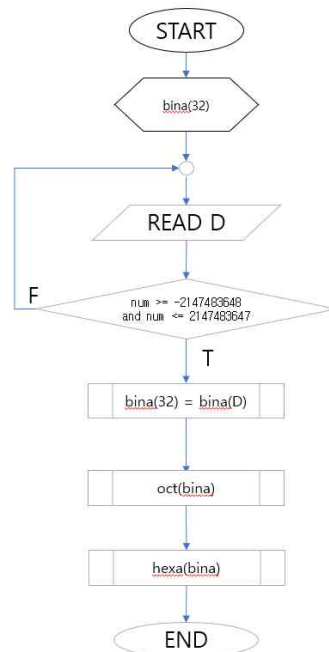 START
bina(32)
READ D
F
num >= -2147483648
and num <= 2147483647
T
bina(32) = bina(D)
oct(bina)
hexa(bina)
END